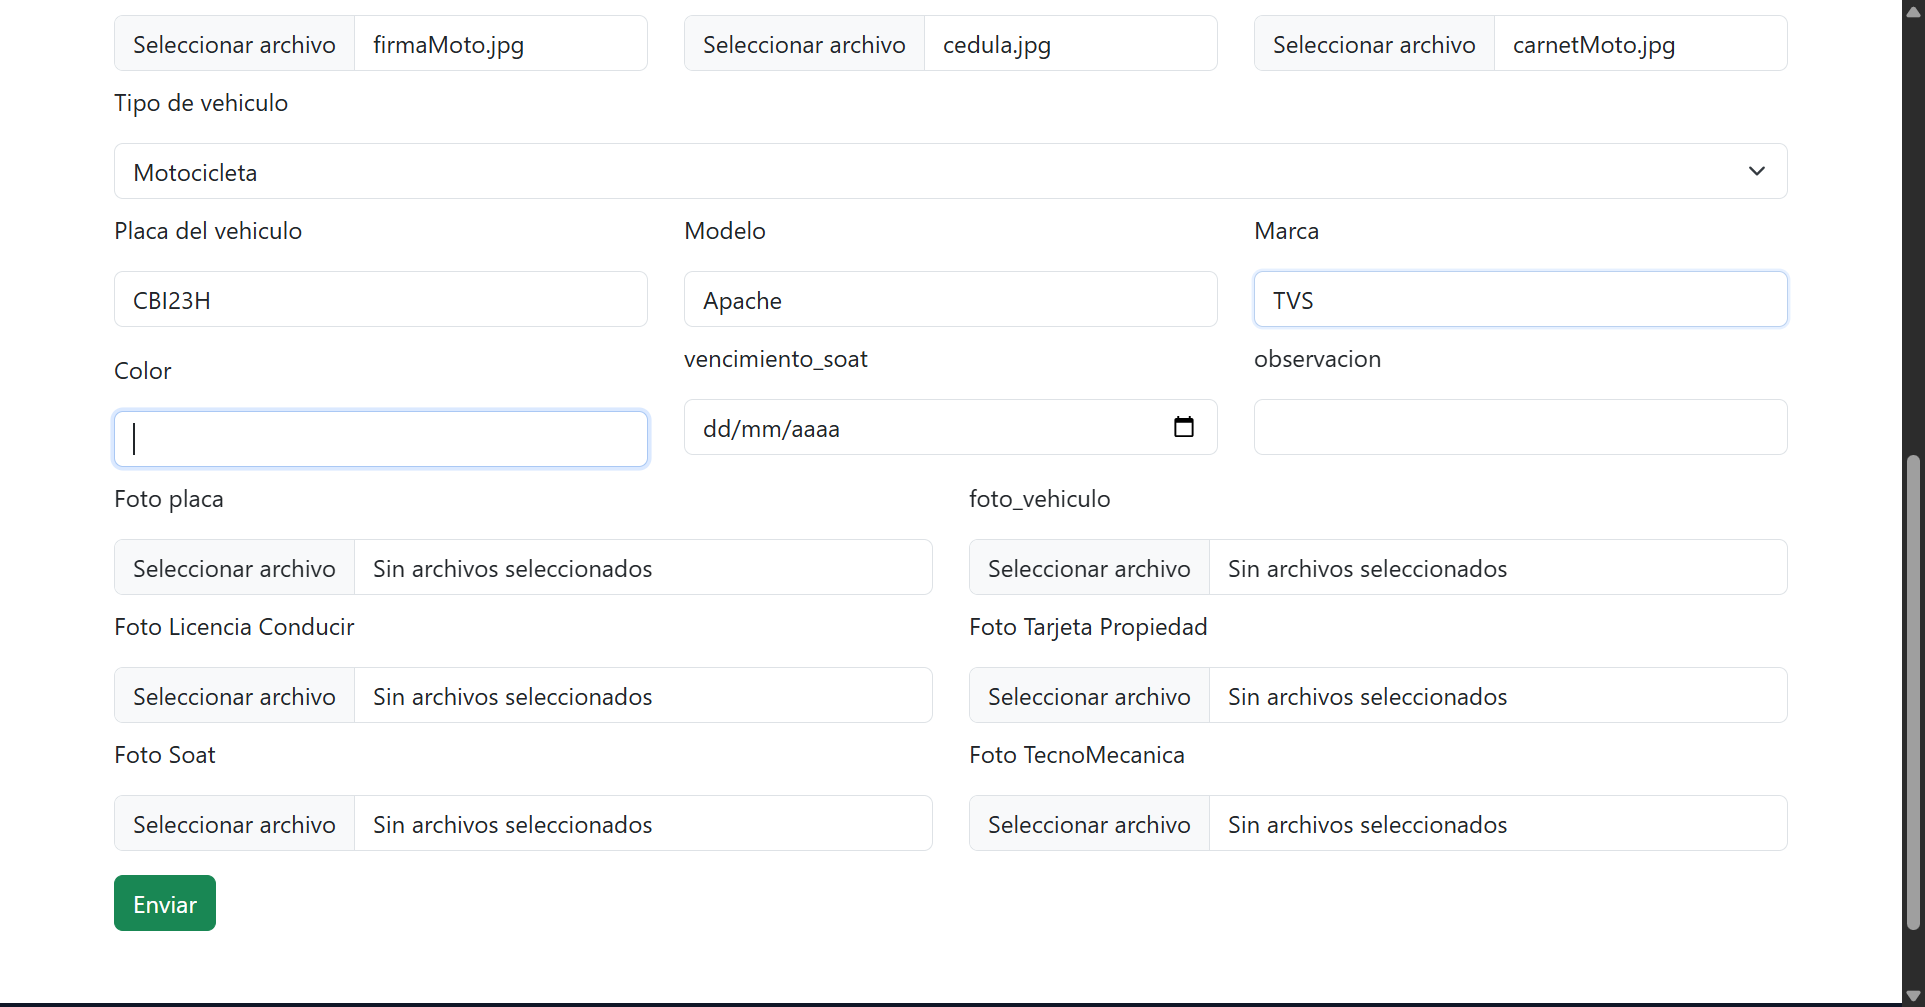 Seleccionar archivo firmaMoto.jpg Seleccionar archivo cedula.jpg Seleccionar archivo carnetMoto.jpg
Tipo de vehiculo
Motocicleta
Placa del vehiculo Modelo Marca
CBI23H Apache TVS
Color vencimiento_soat observacion
dd/mm/aaaa
Foto placa foto_vehiculo
Seleccionar archivo Sin archivos seleccionados Seleccionar archivo Sin archivos seleccionados
Foto Licencia Conducir Foto Tarjeta Propiedad
Seleccionar archivo Sin archivos seleccionados Seleccionar archivo Sin archivos seleccionados
Foto Soat Foto TecnoMecanica
Seleccionar archivo Sin archivos seleccionados Seleccionar archivo Sin archivos seleccionados
Enviar